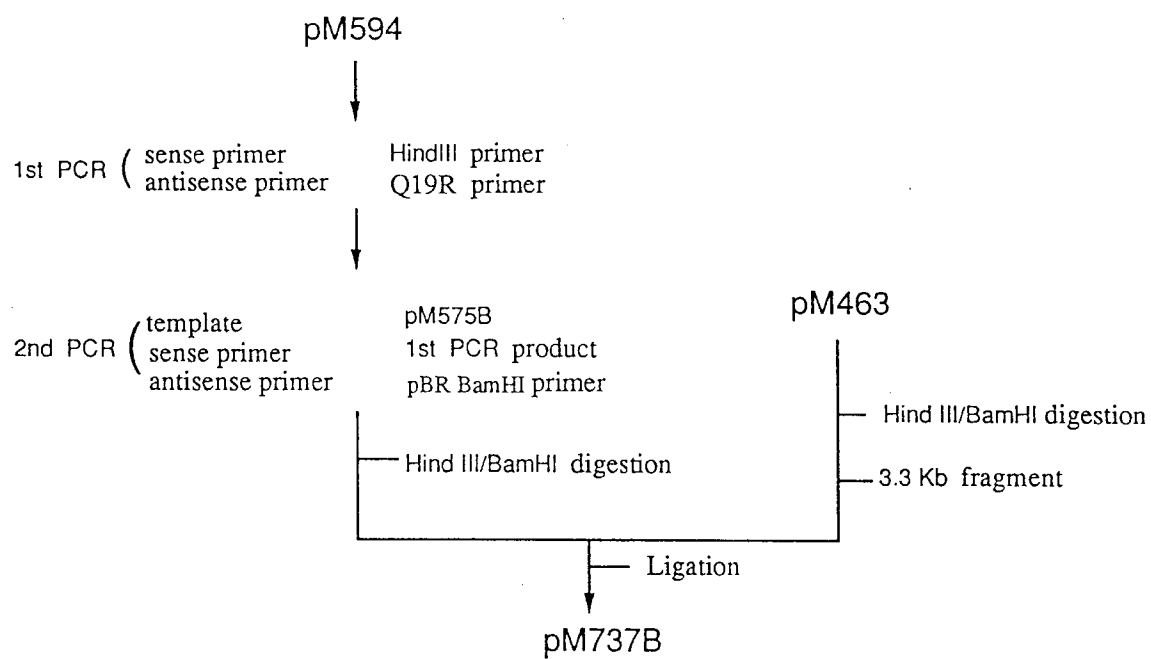 pM594
1st PCR ( sense primer HindIII primer
antisense primer Q19R primer
pM463
template pM575B
2nd PCR ( sense primer 1st PCR product
antisense primer pBR BamHI primer
Hind III/BamHI digestion
Hind III/BamHI digestion
3.3 Kb fragment
Ligation
pM737B